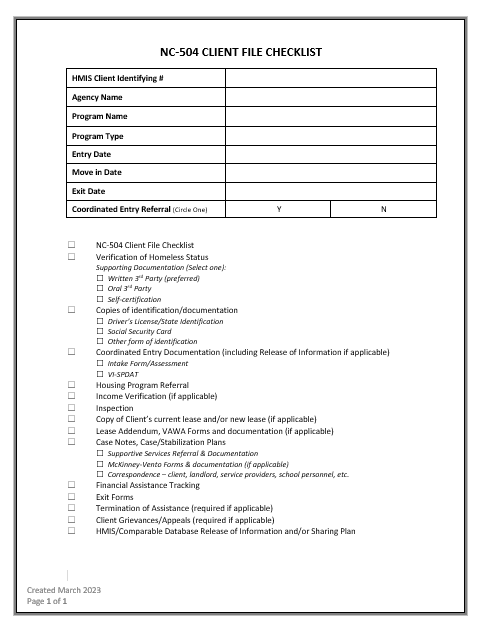 NC-504 CLIENT FILE CHECKLIST
HMIS Client Identifying #
Agency Name
Program Name
Program Type
Entry Date
Move in Date
Exit Date
Coordinated Entry Referral (Circle One) Y N
☐ NC-504 Client File Checklist
☐ Verification of Homeless Status
Supporting Documentation (Select one):
☐ Written 3rd Party (preferred)
☐ Oral 3rd Party
☐ Self-certification
☐ Copies of identification/documentation
☐ Driver's License/State Identification
☐ Social Security Card
☐ Other form of identification
☐ Coordinated Entry Documentation (including Release of Information if applicable)
☐ Intake Form/Assessment
☐ VI-SPDAT
☐ Housing Program Referral
☐ Income Verification (if applicable)
☐ Inspection
☐ Copy of Client's current lease and/or new lease (if applicable)
☐ Lease Addendum, VAWA Forms and documentation (if applicable)
☐ Case Notes, Case/Stabilization Plans
☐ Supportive Services Referral & Documentation
☐ McKinney-Vento Forms & documentation (if applicable)
☐ Correspondence – client, landlord, service providers, school personnel, etc.
☐ Financial Assistance Tracking
☐ Exit Forms
☐ Termination of Assistance (required if applicable)
☐ Client Grievances/Appeals (required if applicable)
☐ HMIS/Comparable Database Release of Information and/or Sharing Plan
Created March 2023
Page 1 of 1